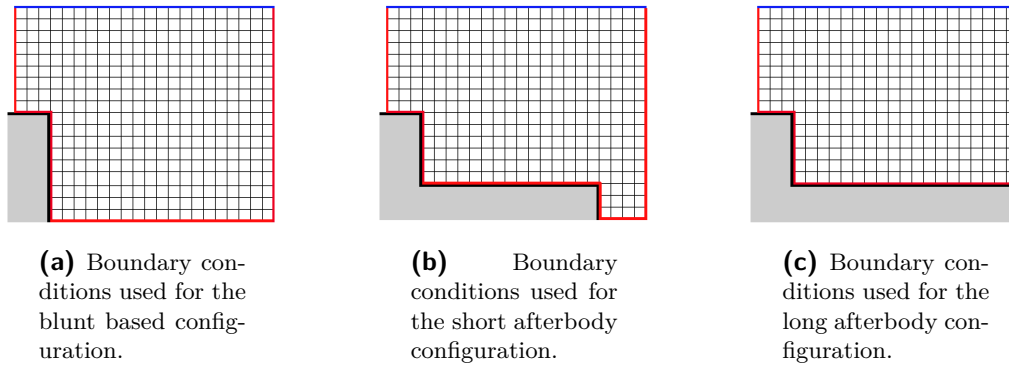 (a) Boundary con-
ditions used for the
blunt based config-
uration.
(b) Boundary
conditions used for
the short afterbody
configuration.
(c) Boundary con-
ditions used for the
long afterbody con-
figuration.